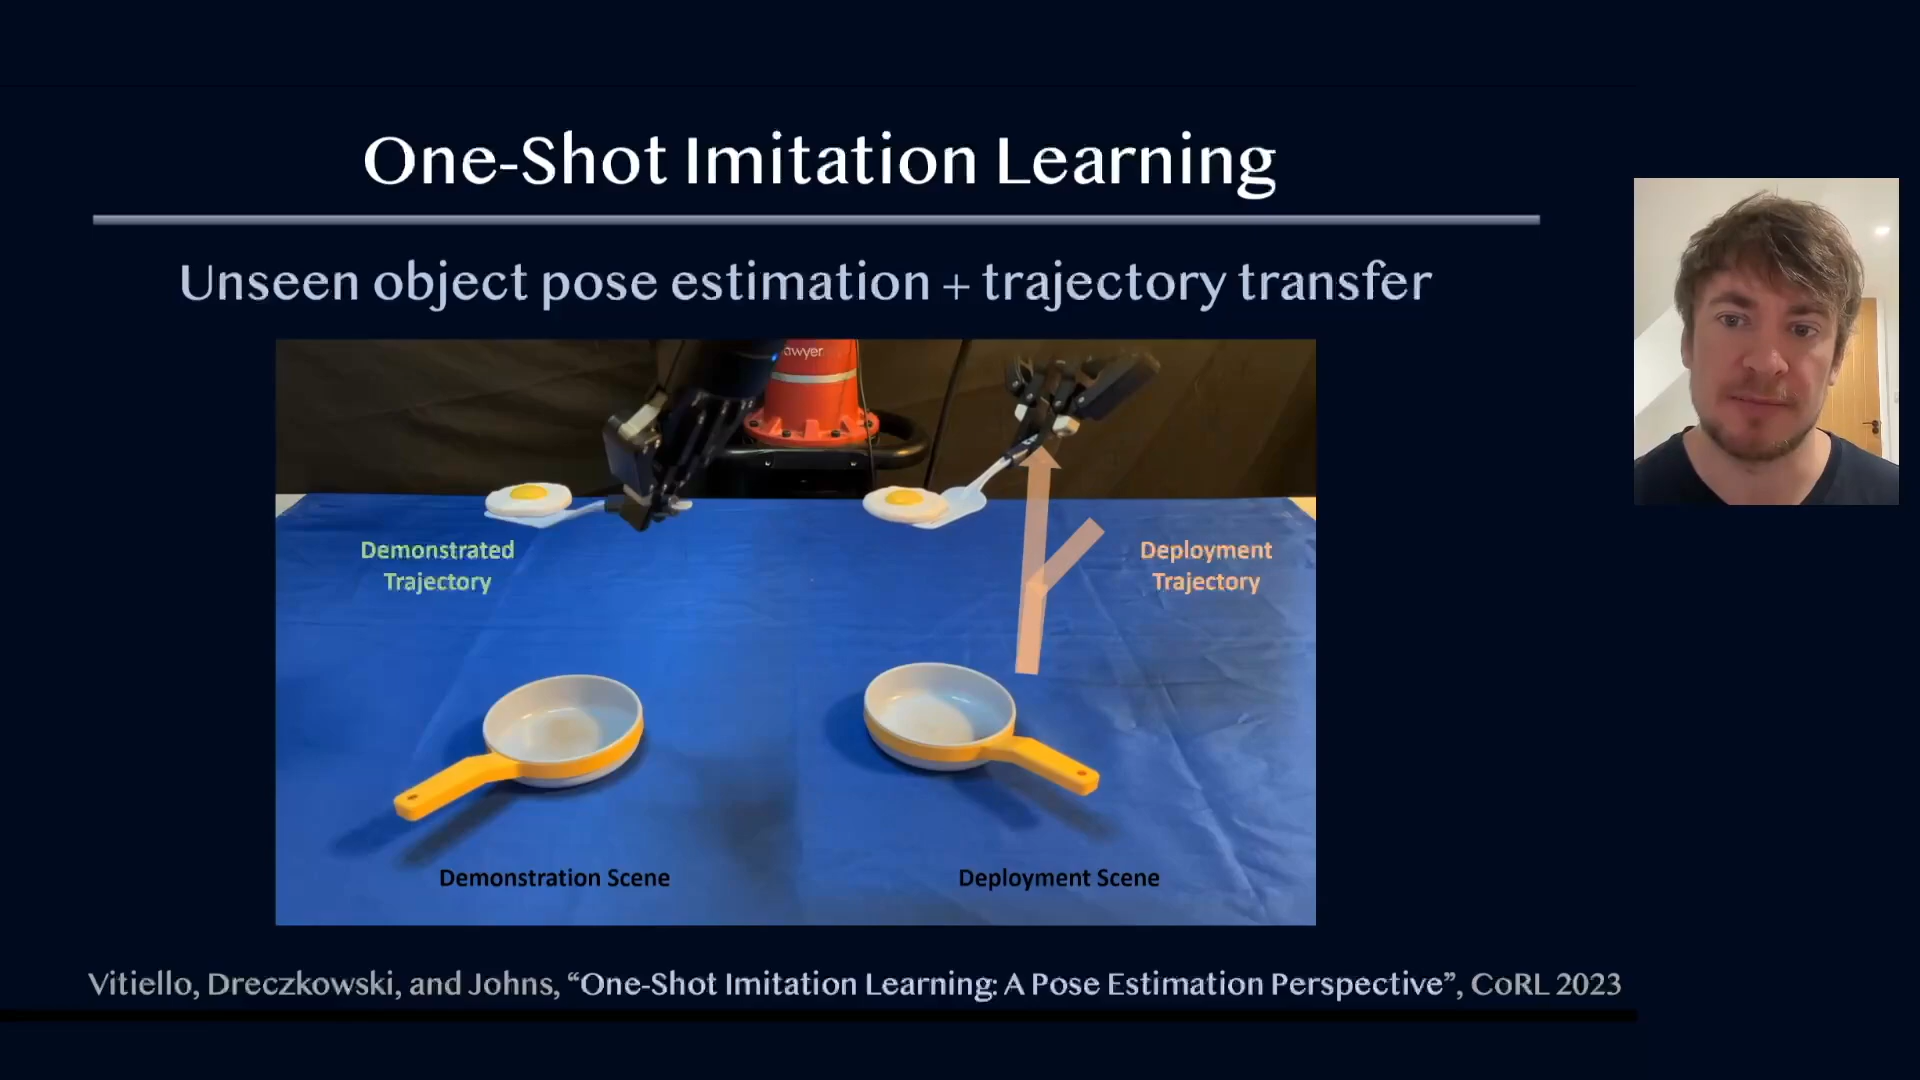 One-Shot Imitation Learning
Unseen object pose estimation + trajectory transfer
awyer
Demonstrated
Trajectory
Deployment
Trajectory
Demonstration Scene
Deployment Scene
Vitiello, Dreczkowski, and Johns, “One-Shot Imitation Learning: A Pose Estimation Perspective”, CoRL 2023